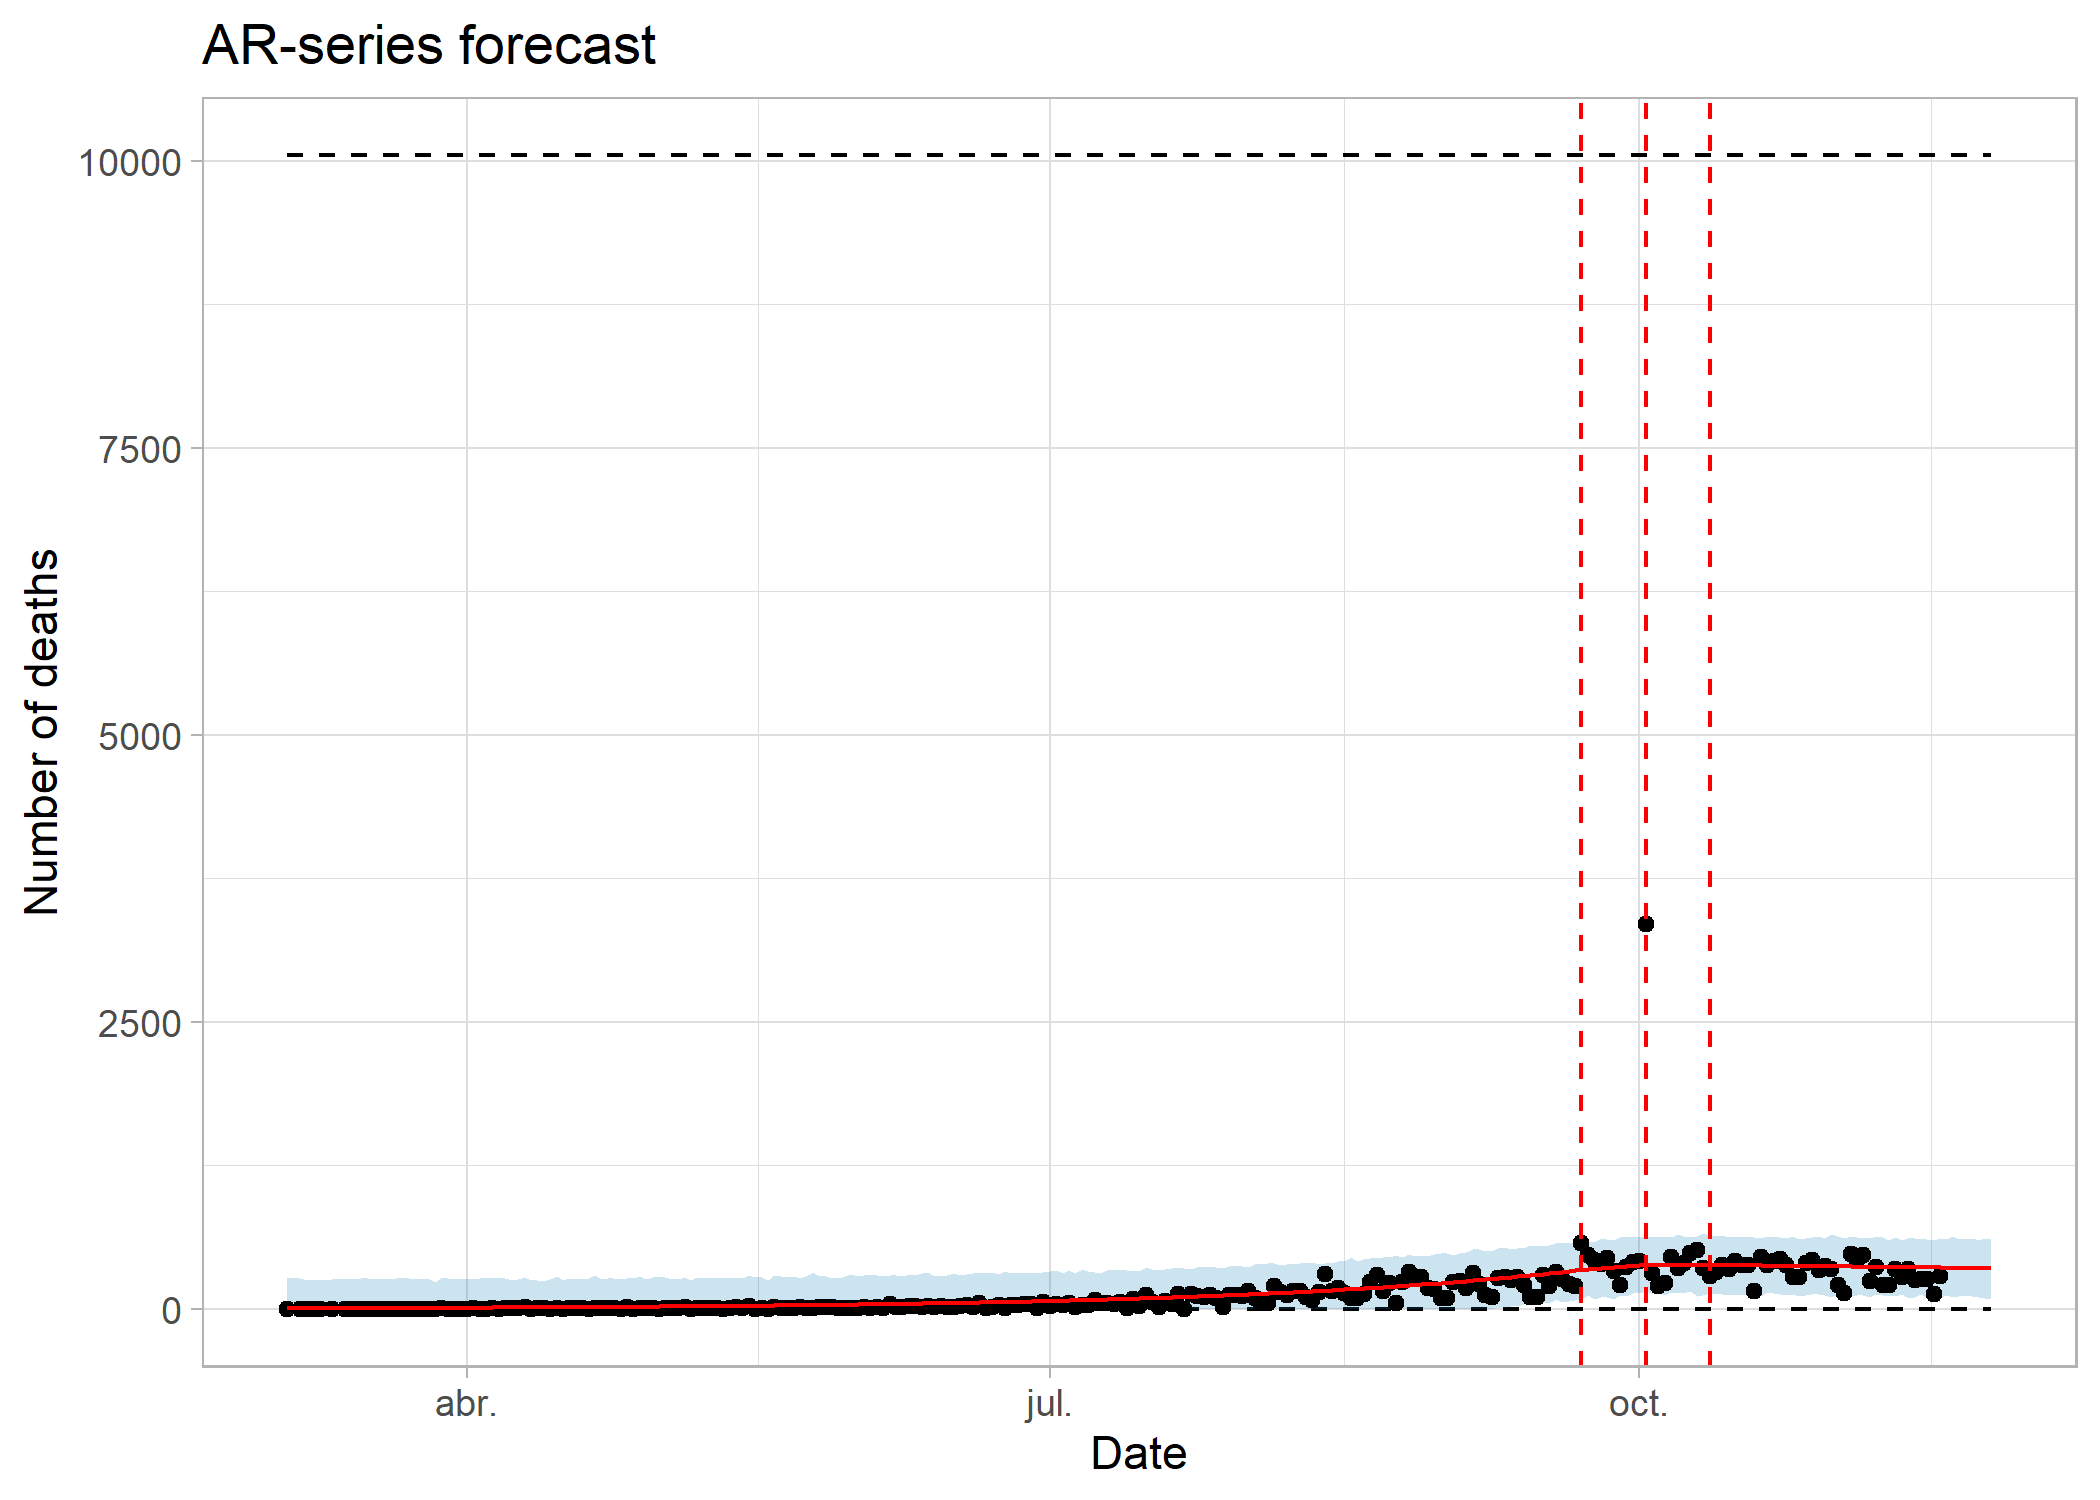 AR-series forecast
10000
7500
5000
2500
0
Number of deaths
abr.
jul.
oct.
Date